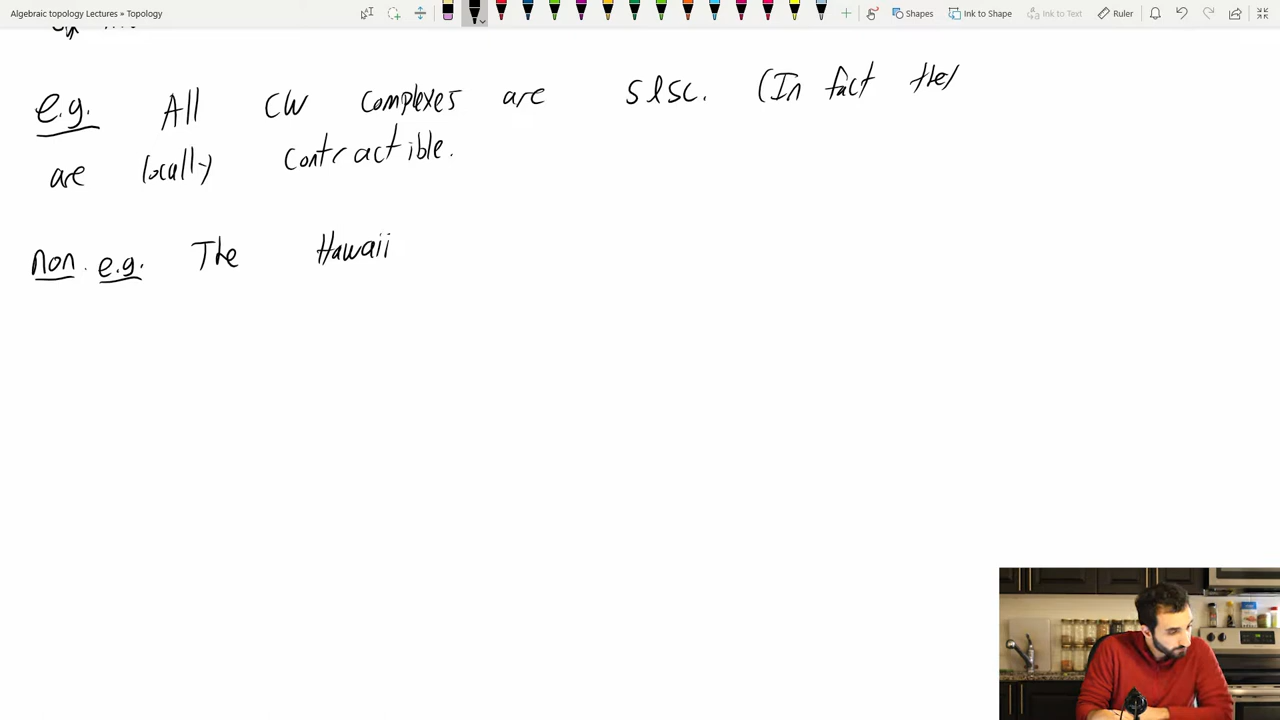 Algebraic topology Lectures » Topology
Shapes
Ink to Shape
Ink to Text
Ruler
e.g. All CW complexes are slsc. (In fact they
are locally contractible.
non. e.g. The Hawaii